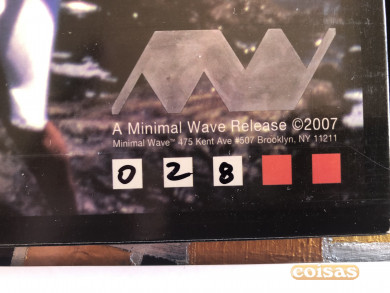 A Minimal Wave Release ©2007
Minimal Wave™ 475 Kent Ave #507 Brooklyn, NY 11211
0 2 8
coisas